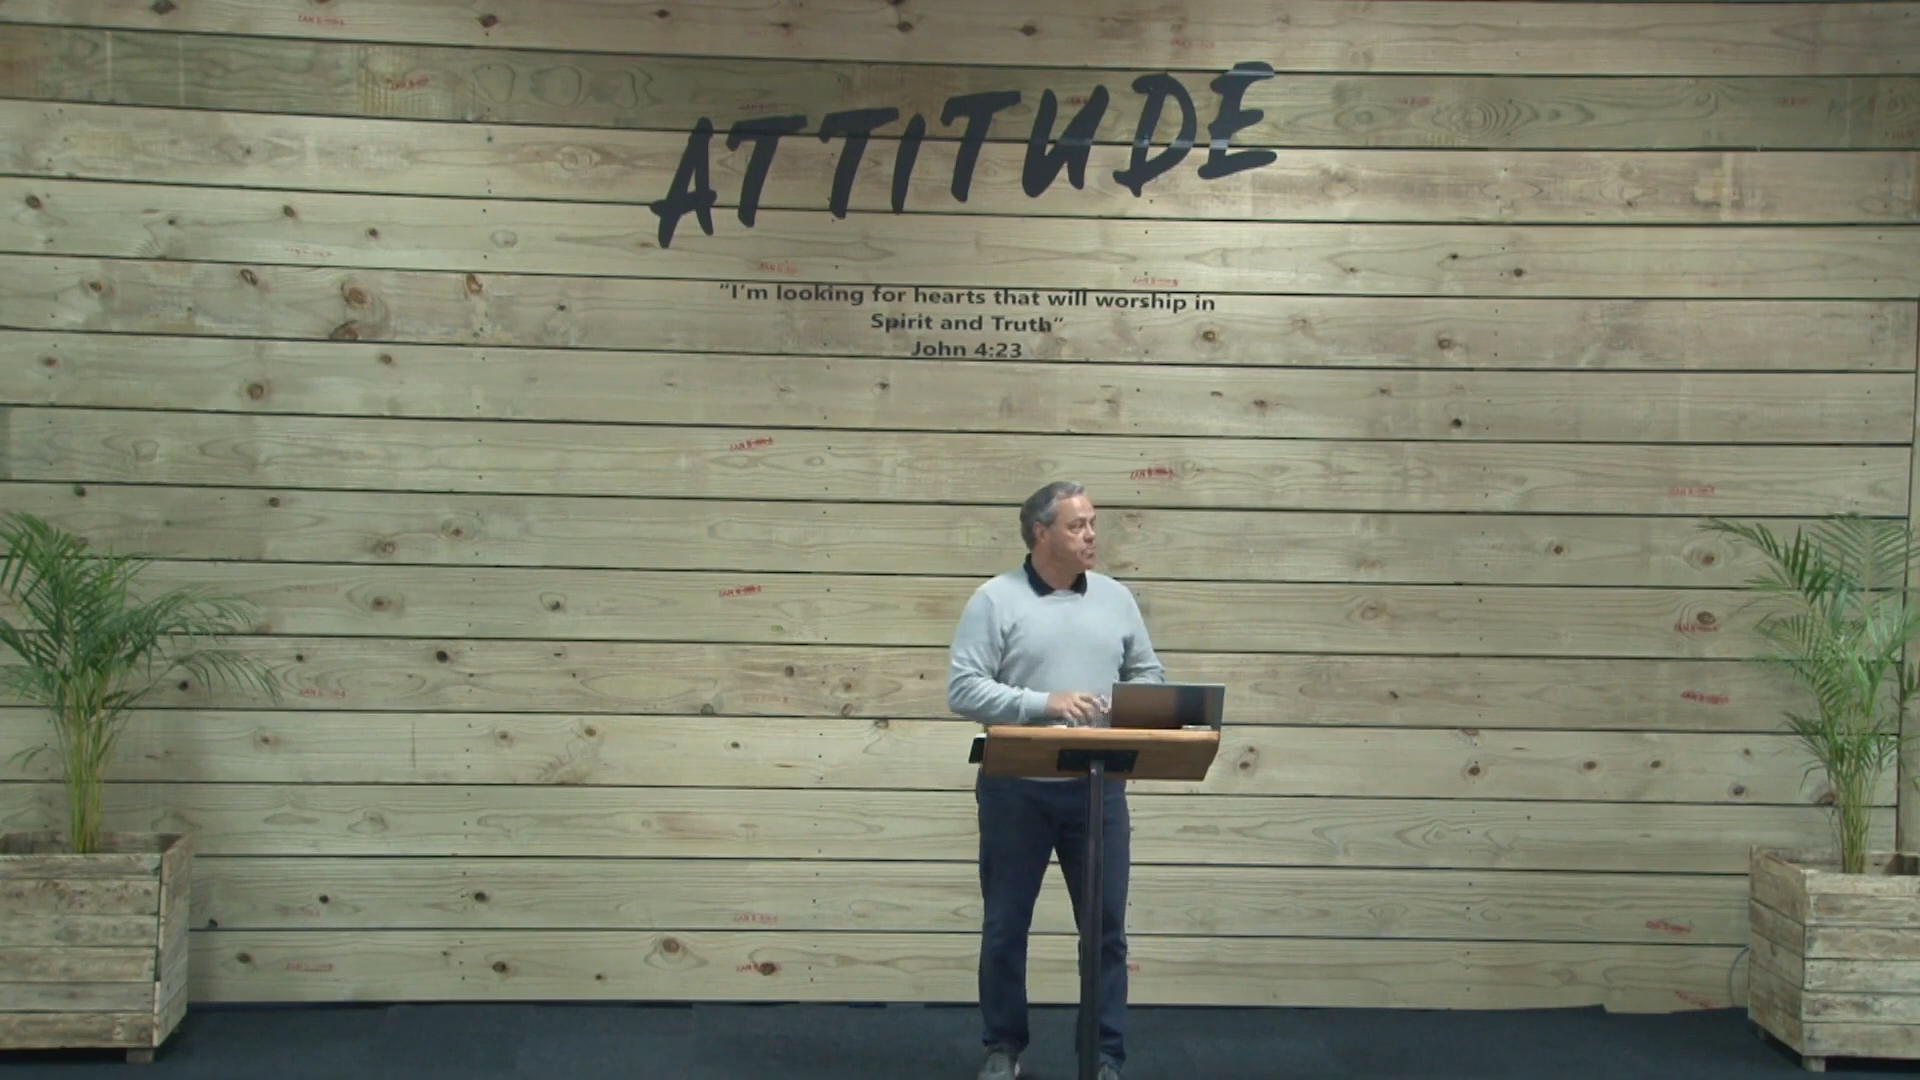 ATTITUDE
“I'm looking for hearts that will worship in
Spirit and Truth”
John 4:23